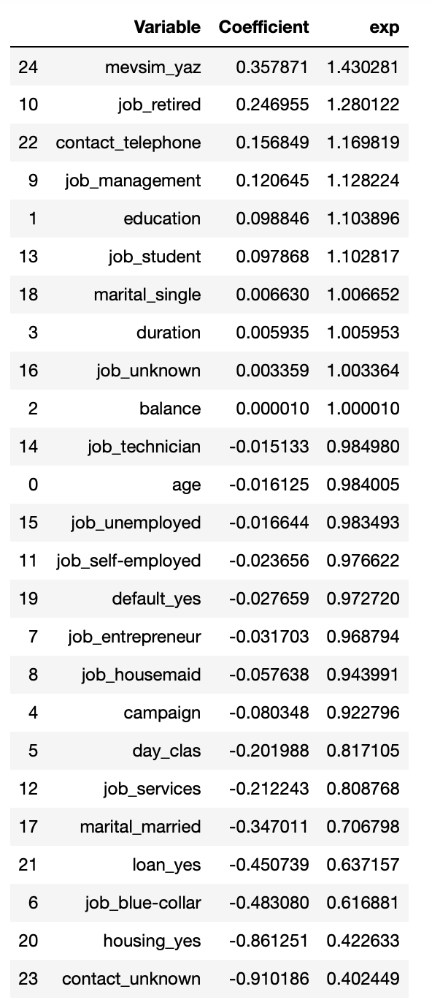 Variable Coefficient exp
24 mevsim_yaz 0.357871 1.430281
10 job_retired 0.246955 1.280122
22 contact_telephone 0.156849 1.169819
9 job_management 0.120645 1.128224
1 education 0.098846 1.103896
13 job_student 0.097868 1.102817
18 marital_single 0.006630 1.006652
3 duration 0.005935 1.005953
16 job_unknown 0.003359 1.003364
2 balance 0.000010 1.000010
14 job_technician -0.015133 0.984980
0 age -0.016125 0.984005
15 job_unemployed -0.016644 0.983493
11 job_self-employed -0.023656 0.976622
19 default_yes -0.027659 0.972720
7 job_entrepreneur -0.031703 0.968794
8 job_housemaid -0.057638 0.943991
4 campaign -0.080348 0.922796
5 day_clas -0.201988 0.817105
12 job_services -0.212243 0.808768
17 marital_married -0.347011 0.706798
21 loan_yes -0.450739 0.637157
6 job_blue-collar -0.483080 0.616881
20 housing_yes -0.861251 0.422633
23 contact_unknown -0.910186 0.402449